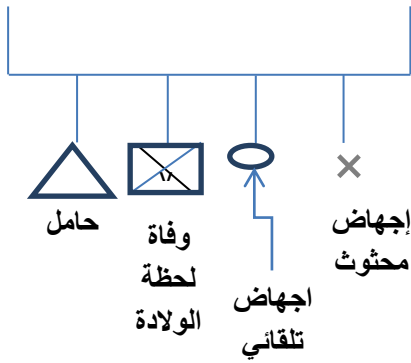 إجهاض
محثوث
اجهاض
تلقائي
وفاة
لحظة
الولادة
حامل